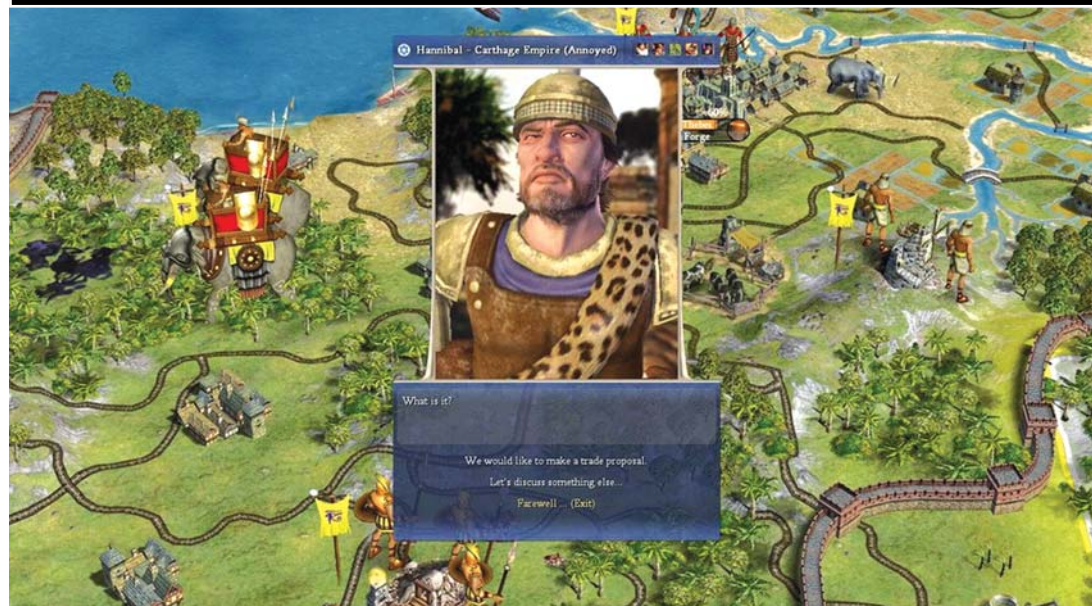 Hannibal - Carthage Empire (Annoyed)
60%
Forge
What is it?
We would like to make a trade proposal.
Let's discuss something else...
Farewell ... (Exit)